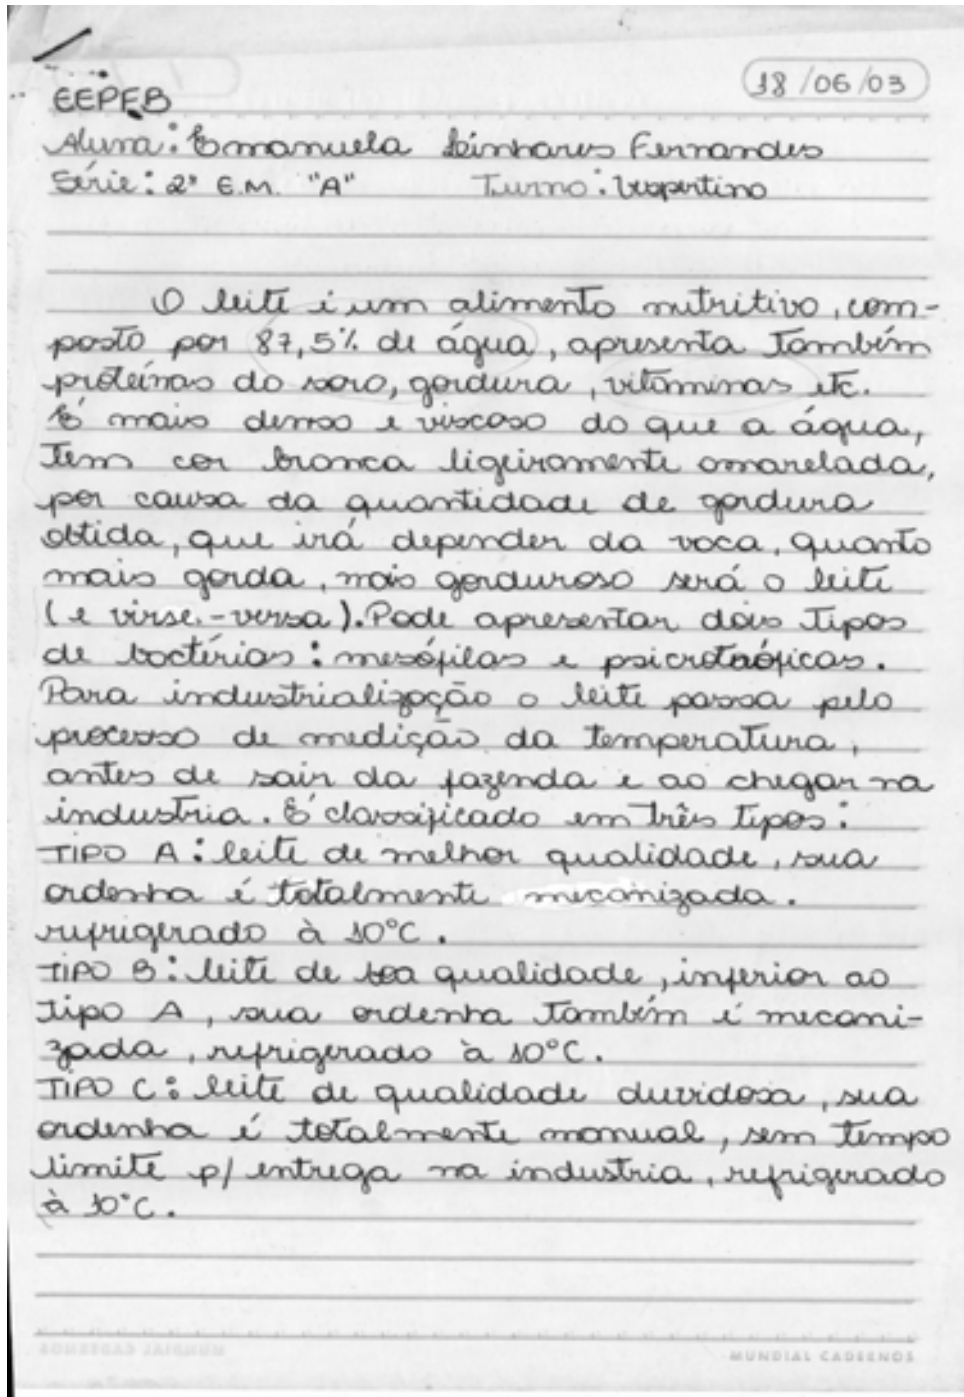 18/06/03
EEPEB
Aluna: Emanuela Linhares Fernandes
Série: 2ª E.M. "A" Turno: Vespertino
O leite é um alimento nutritivo, com-
posto por 87,5% de água, apresenta também
proteínas do soro, gordura, vitaminas etc.
É mais denso e viscoso do que a água,
tem cor branca ligeiramente amarelada,
por causa da quantidade de gordura
obtida, que irá depender da vaca, quanto
mais gorda, mais gorduroso será o leite
(e virse-versa). Pode apresentar dois tipos
de bactérias: mesófilas e psicrotróficas.
Para industrialização o leite passa pelo
processo de medição da temperatura,
antes de sair da fazenda e ao chegar na
industria. É classificado em três tipos:
TIPO A: leite de melhor qualidade, sua
ordenha é totalmente mecanizada.
refrigerado à 10°C.
TIPO B: leite de boa qualidade, inferior ao
tipo A, sua ordenha também é mecani-
zada, refrigerado à 10°C.
TIPO C: leite de qualidade duvidosa, sua
ordenha é totalmente manual, sem tempo
limite p/ entrega na industria, refrigerado
à 10°C.
MUNDIAL CADERNOS